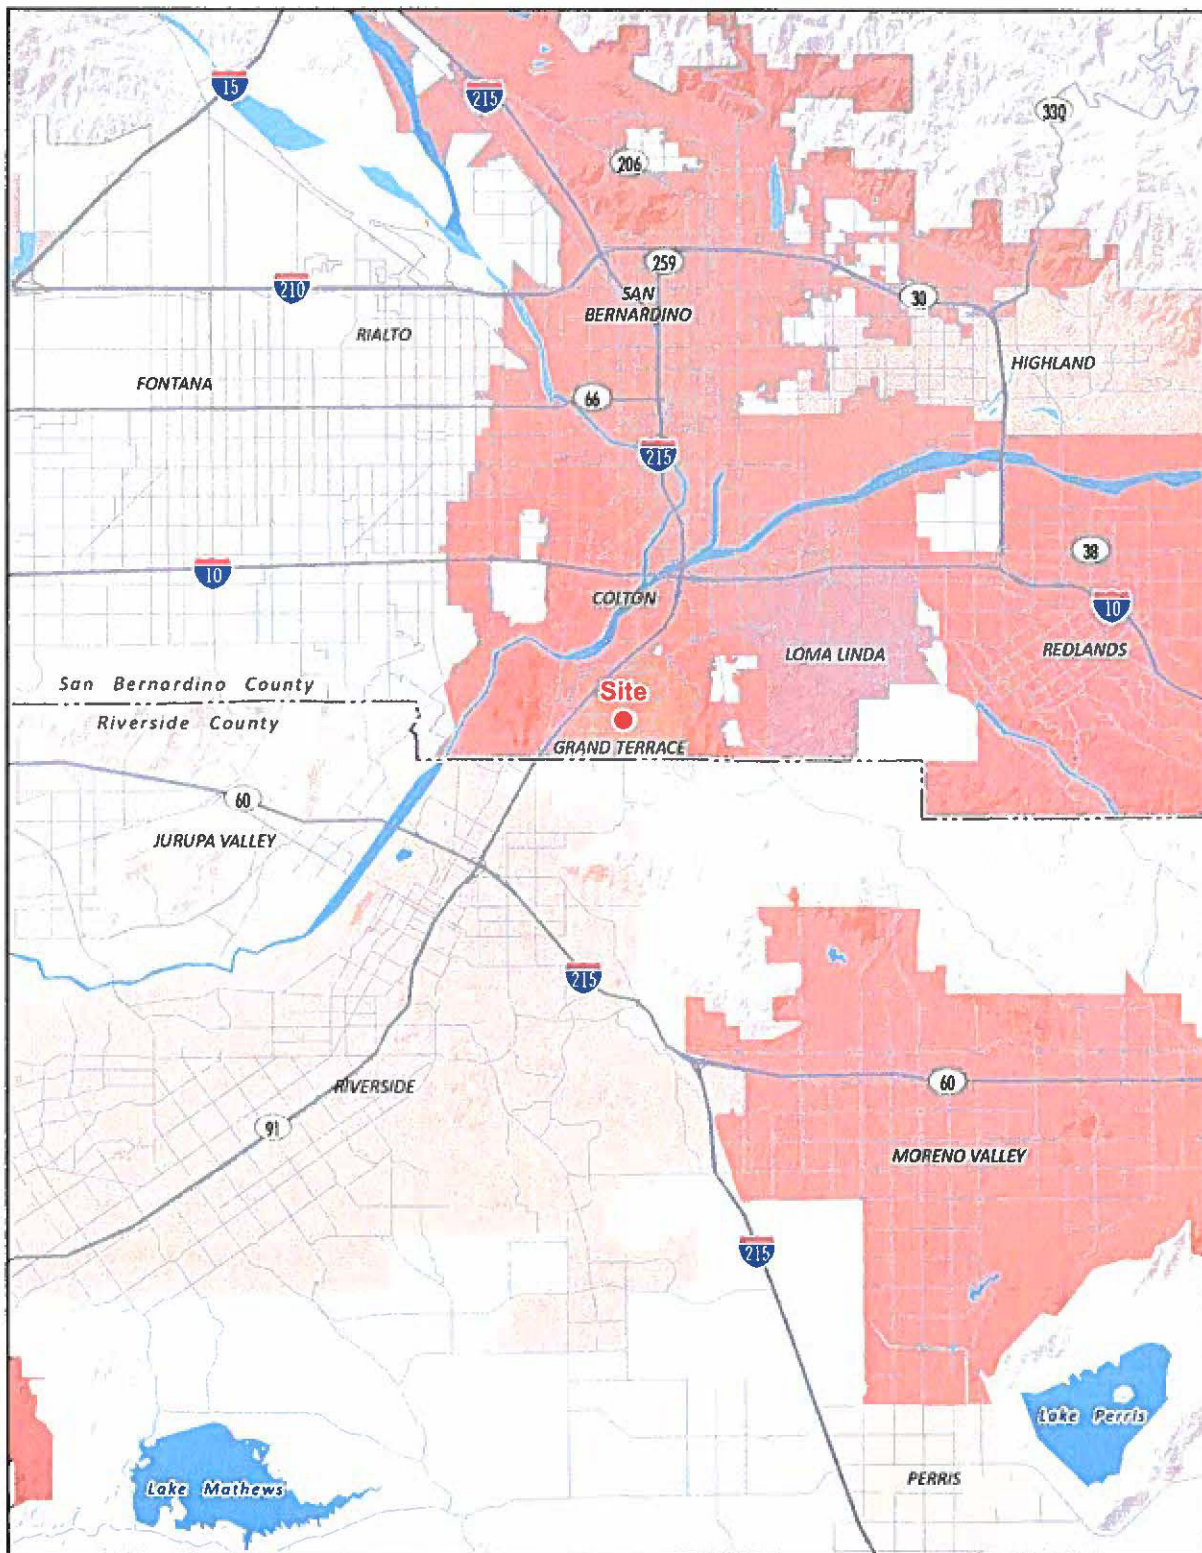 15
215
330
206
259
SAN
BERNARDINO
210
30
RIALTO
HIGHLAND
FONTANA
66
215
38
10
COLTON
10
LOMA LINDA
REDLANDS
San Bernardino County
Site
Riverside County
GRAND TERRACE
60
JURUPA VALLEY
215
RIVERSIDE
60
91
MORENO VALLEY
215
Lake Perris
PERRIS
Lake Mathews